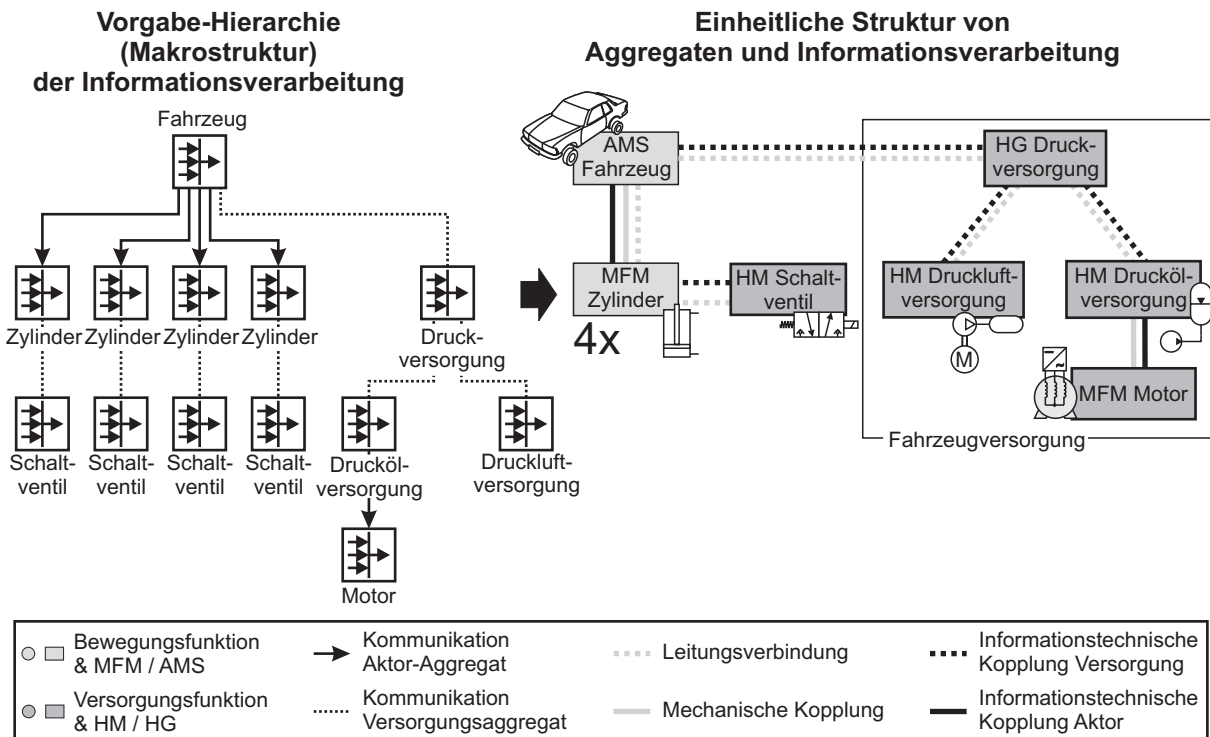 Vorgabe-Hierarchie
(Makrostruktur)
der Informationsverarbeitung
Fahrzeug
Zylinder
Zylinder
Zylinder
Zylinder
Druck-
versorgung
Schalt-
ventil
Schalt-
ventil
Schalt-
ventil
Schalt-
ventil
Drucköl-
versorgung
Druckluft-
versorgung
Motor
Einheitliche Struktur von
Aggregaten und Informationsverarbeitung
AMS
Fahrzeug
HG Druck-
versorgung
MFM
Zylinder
4x
HM Schalt-
ventil
HM Druckluft-
versorgung
M
HM Drucköl-
versorgung
MFM Motor
Fahrzeugversorgung
Bewegungsfunktion
& MFM / AMS
Versorgungsfunktion
& HM / HG
Kommunikation
Aktor-Aggregat
Kommunikation
Versorgungsaggregat
Leitungsverbindung
Mechanische Kopplung
Informationstechnische
Kopplung Versorgung
Informationstechnische
Kopplung Aktor